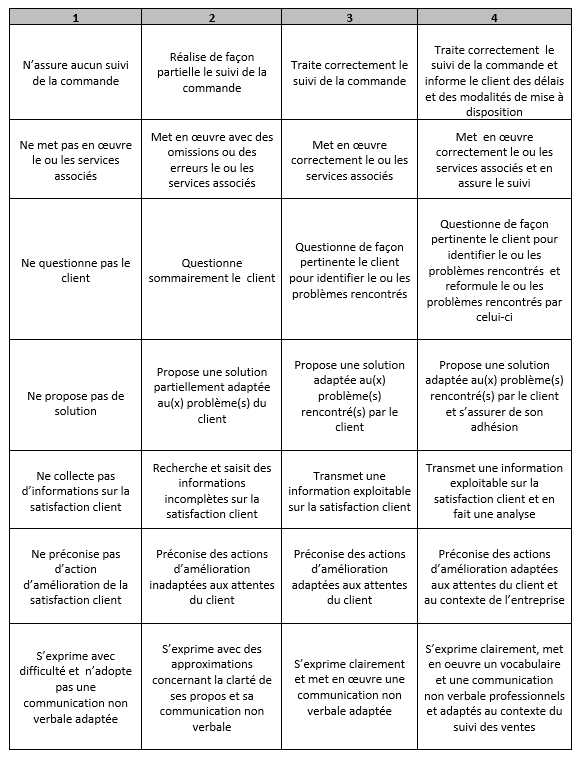 1
2
3
4
N’assure aucun suivi
de la commande
Réalise de façon
partielle le suivi de la
commande
Traite correctement le
suivi de la commande
Traite correctement le
suivi de la commande et
informe le client des délais
et des modalités de mise à
disposition
Ne met pas en œuvre
le ou les services
associés
Met en œuvre avec des
omissions ou des
erreurs le ou les
services associés
Met en œuvre
correctement le ou les
services associés
Met en œuvre
correctement le ou les
services associés et en
assure le suivi
Ne questionne pas le
client
Questionne
sommairement le client
Questionne de façon
pertinente le client
pour identifier le ou les
problèmes rencontrés
Questionne de façon
pertinente le client pour
identifier le ou les
problèmes rencontrés et
reformule le ou les
problèmes rencontrés par
celui-ci
Ne propose pas de
solution
Propose une solution
partiellement adaptée
au(x) problème(s) du
client
Propose une solution
adaptée au(x)
problème(s)
rencontré(s) par le
client
Propose une solution
adaptée au(x) problème(s)
rencontré(s) par le client
et s’assurer de son
adhésion
Ne collecte pas
d’informations sur la
satisfaction client
Recherche et saisit des
informations
incomplètes sur la
satisfaction client
Transmet une
information exploitable
sur la satisfaction client
Transmet une information
exploitable sur la
satisfaction client et en
fait une analyse
Ne préconise pas
d’action
d’amélioration de la
satisfaction client
Préconise des actions
d’amélioration
inadaptées aux attentes
du client
Préconise des actions
d’amélioration
adaptées aux attentes
du client
Préconise des actions
d’amélioration adaptées
aux attentes du client et
au contexte de l’entreprise
S’exprime avec
difficulté et n’adopte
pas une
communication non
verbale adaptée
S’exprime avec des
approximations
concernant la clarté de
ses propos et sa
communication non
verbale
S’exprime clairement
et met en œuvre une
communication non
verbale adaptée
S’exprime clairement, met
en oeuvre un vocabulaire
et une communication
non verbale professionnels
et adaptés au contexte du
suivi des ventes